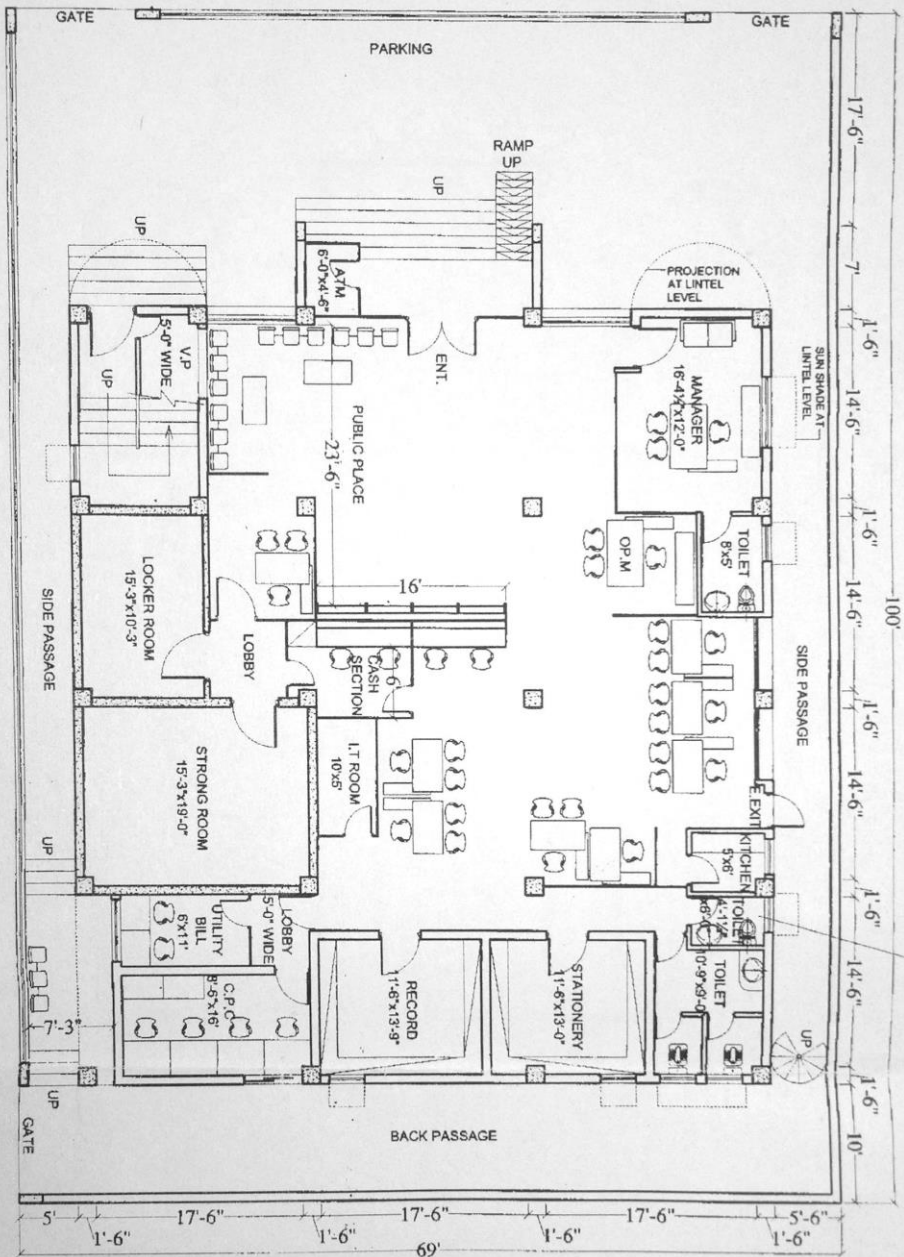 GATE
GATE
PARKING
RAMP
UP
UP
UP
ATM
6'-0"x4'-6"
PROJECTION
AT LINTEL
LEVEL
SUN SHADE AT
LINTEL LEVEL
V.P
5'-0" WIDE
UP
ENT.
PUBLIC PLACE
23'-6"
MANAGER
16'-4½"x12'-0"
OP.M
TOILET
8'x5'
16'
SIDE PASSAGE
LOCKER ROOM
15'-3"x10'-3"
LOBBY
CASH
SECTION
SIDE PASSAGE
STRONG ROOM
15'-3"x19'-0"
I.T ROOM
10'x5'
E.EXIT
KITCHEN
5'x6'
UP
UTILITY
BILL
6'x11'
LOBBY
5'-0" WIDE
C.P.C
8'-6"x16'
RECORD
11'-6"x13'-9"
STATIONERY
11'-6"x13'-0"
TOILET
TOILET
10'-9"x9'-0"
UP
7'-3"
UP
GATE
BACK PASSAGE
17'-6"
7'
1'-6"
14'-6"
1'-6"
14'-6"
1'-6"
14'-6"
1'-6"
14'-6"
1'-6"
10'
100'
5'
1'-6"
17'-6"
1'-6"
17'-6"
1'-6"
17'-6"
1'-6"
5'-6"
69'